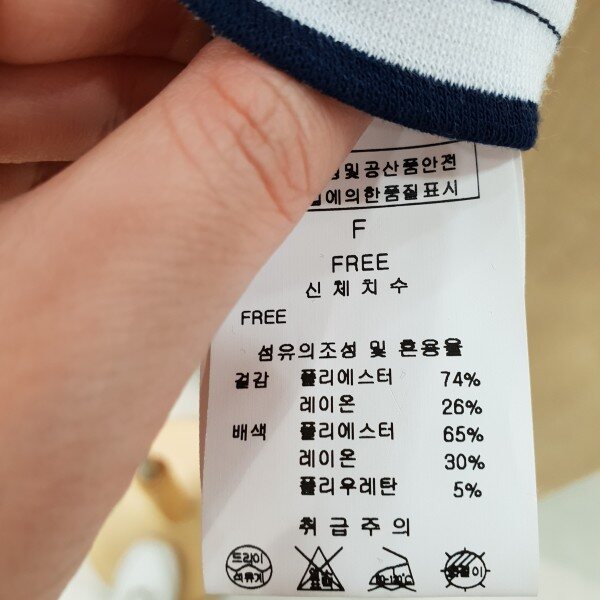 및공산품안전
에의한품질표시
F
FREE
신체치수
FREE
섬유의조성 및 혼용율
겉감 폴리에스터 74%
레이온 26%
배색 폴리에스터 65%
레이온 30%
폴리우레탄 5%
취급주의
드라이
석유계